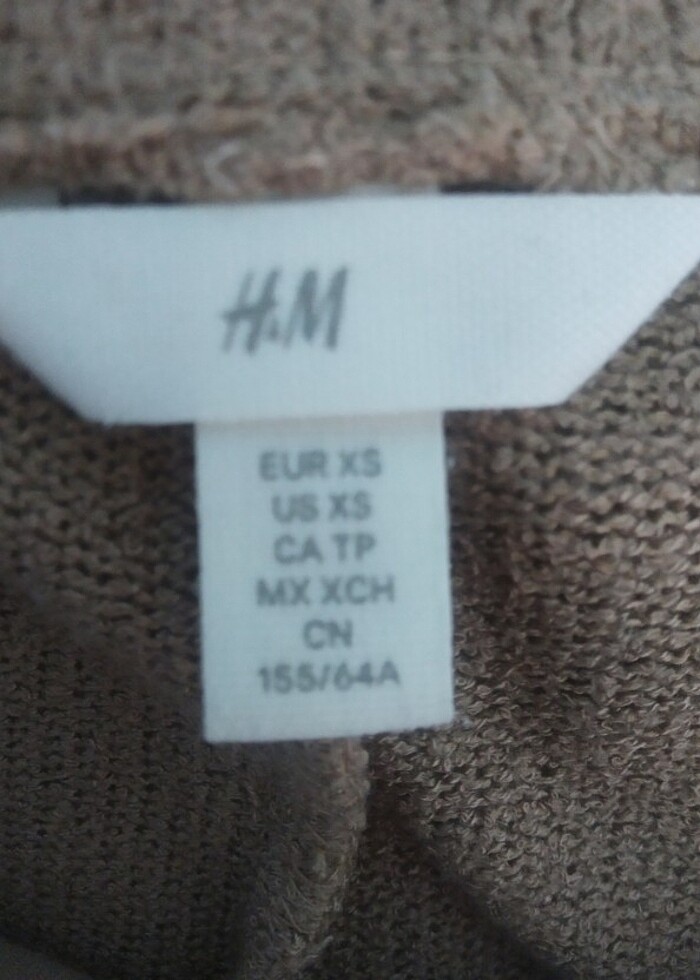 H&M
EUR XS
US XS
CA TP
MX XCH
CN
155/64A